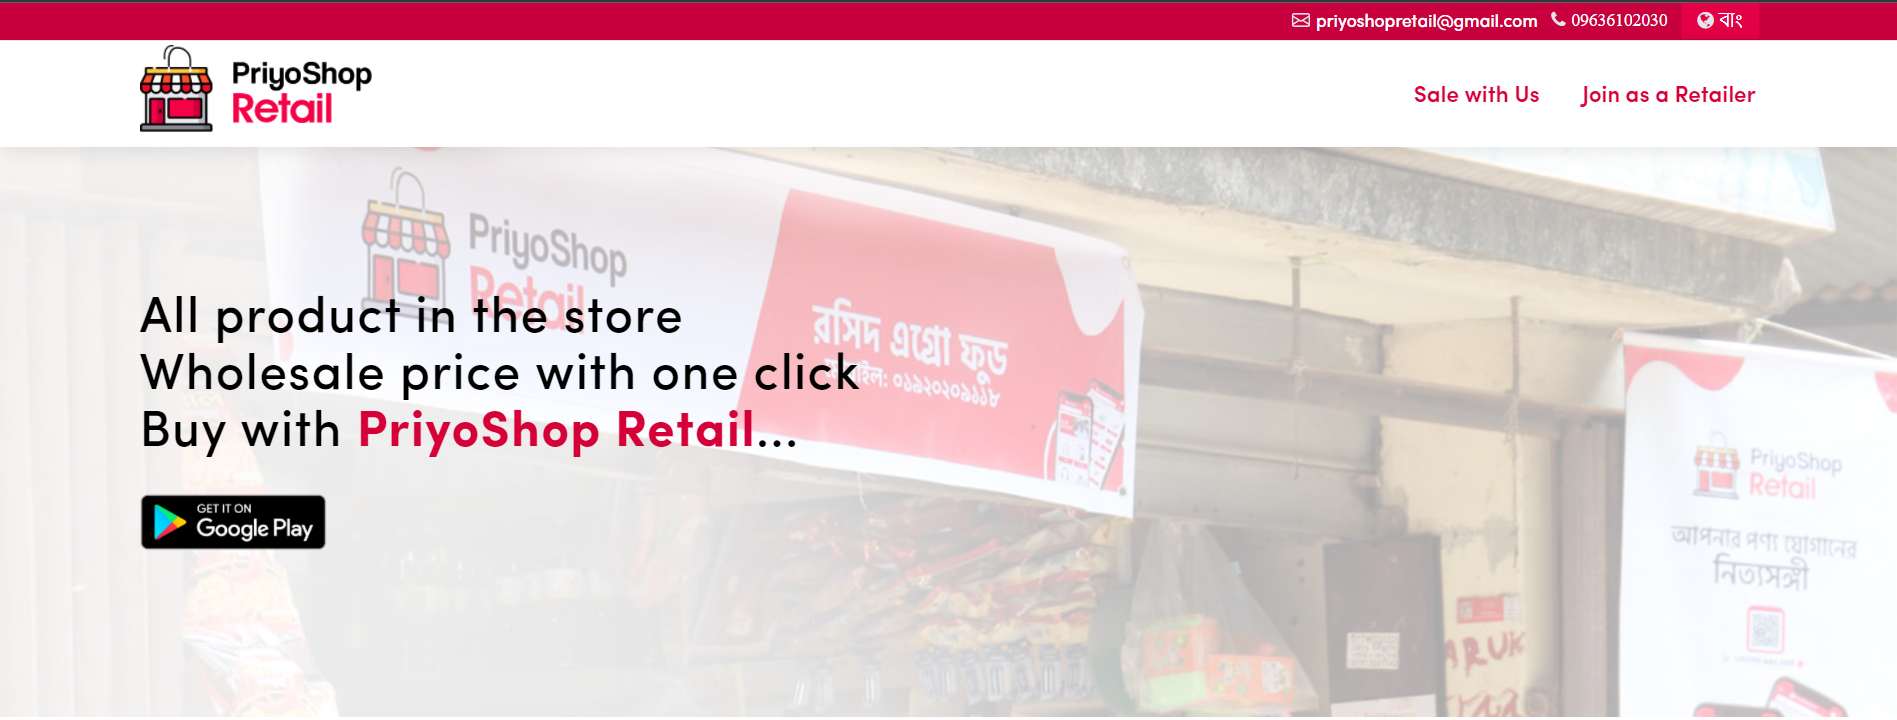 priyoshopretail@gmail.com 09636102030 বাং
PriyoShop
Retail
Sale with Us Join as a Retailer
PriyoShop
Retail
রসিদ এগ্রো ফুড
০১৯২০২০৯১১৮
All product in the store
Wholesale price with one click
Buy with PriyoShop Retail...
GET IT ON
Google Play
PriyoShop
Retail
আপনার পণ্য যোগানের
নিত্যসঙ্গী
ARUK